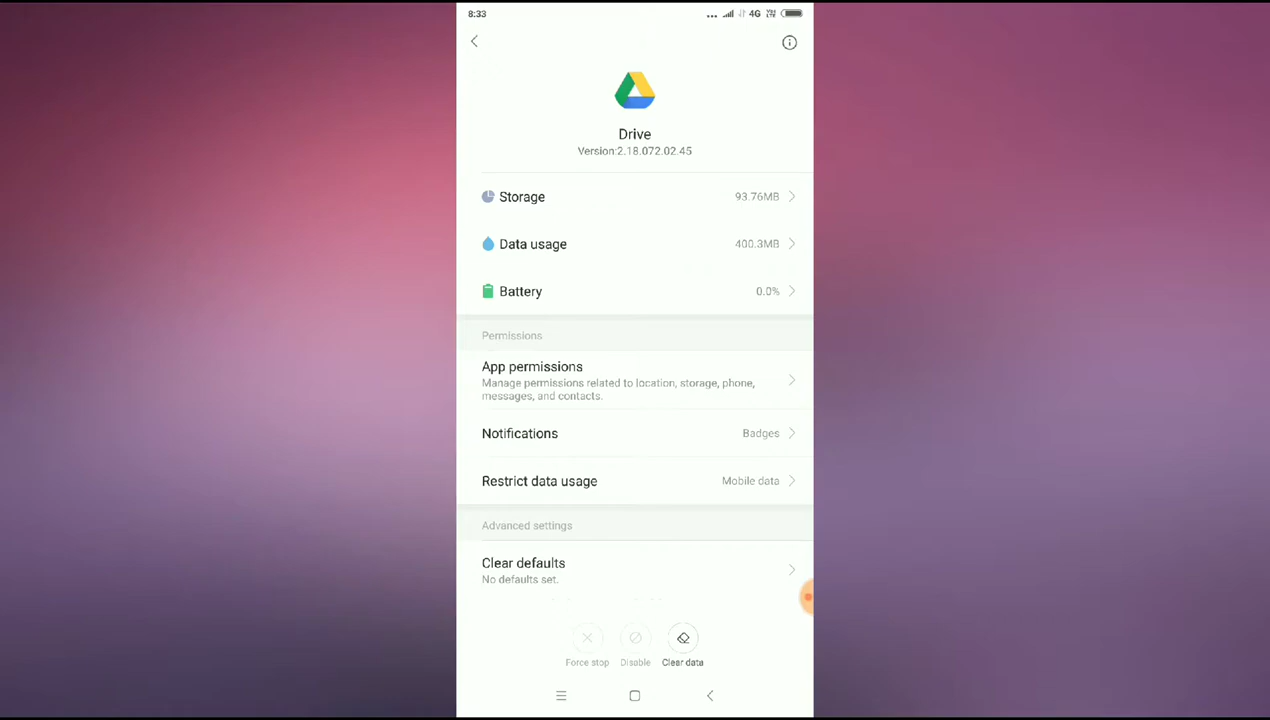 8:33
4G
Drive
Version:2.18.072.02.45
Storage 93.76MB
Data usage 400.3MB
Battery 0.0%
Permissions
App permissions
Manage permissions related to location, storage, phone,
messages, and contacts.
Notifications Badges
Restrict data usage Mobile data
Advanced settings
Clear defaults
No defaults set.
Force stop Disable Clear data